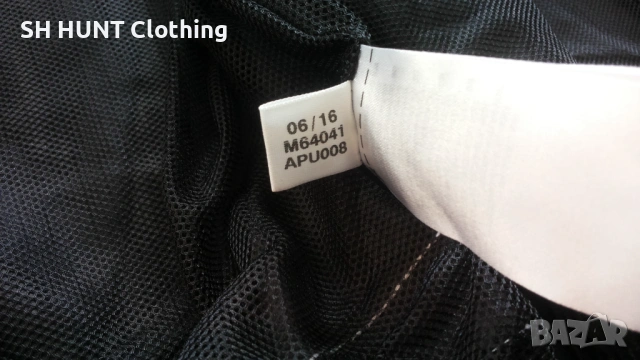 SH HUNT Clothing
06/16
M64041
APU008
BAZAR